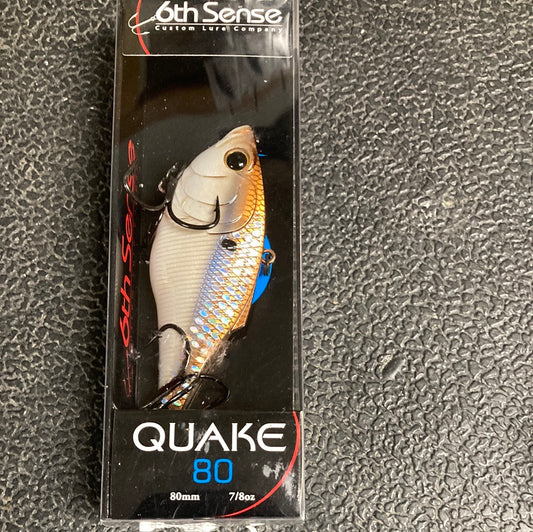 6th Sense
Custom Lure Company
6th Sense
QUAKE
80
80mm 7/8oz